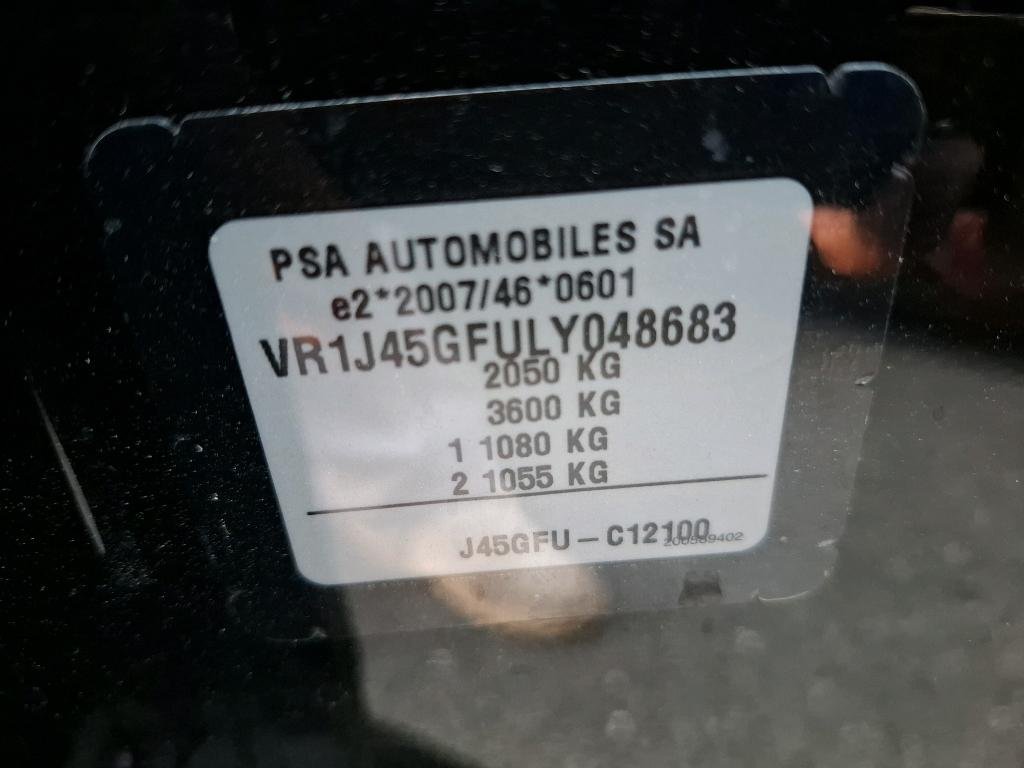 PSA AUTOMOBILES SA
e2*2007/46*0601
VR1J45GFULY048683
2050 KG
3600 KG
1 1080 KG
2 1055 KG
J45GFU-C12100